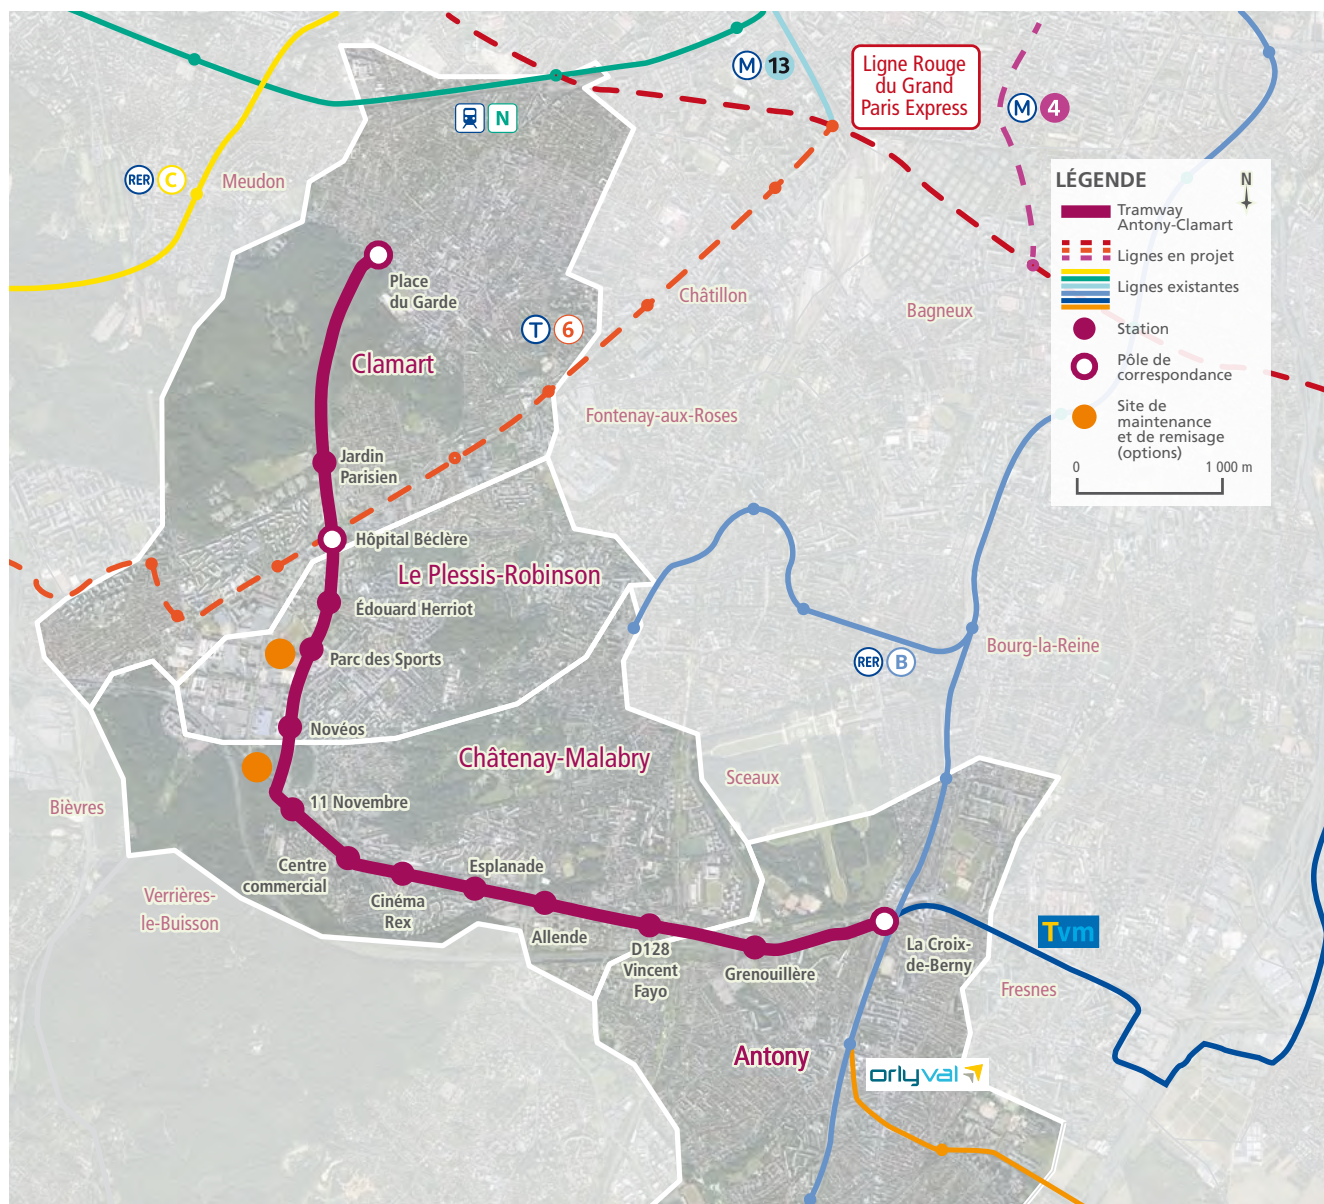 M 13
Ligne Rouge
du Grand
Paris Express
M 4
N
RER C
Meudon
LÉGENDE
N
Tramway
Antony-Clamart
Lignes en projet
Lignes existantes
Station
Pôle de
correspondance
Site de
maintenance
et de remisage
(options)
0 1 000 m
Place
du Garde
Châtillon
Bagneux
T 6
Clamart
Fontenay-aux-Roses
Jardin
Parisien
Hôpital Béclère
Le Plessis-Robinson
Édouard Herriot
Parc des Sports
RER B
Bourg-la-Reine
Novéos
Châtenay-Malabry
Sceaux
Bièvres
11 Novembre
Centre
commercial
Esplanade
Cinéma
Rex
Verrières-
le-Buisson
Allende
D128
Vincent
Fayo
Grenouillère
La Croix-
de-Berny
Tvm
Fresnes
Antony
orlyval